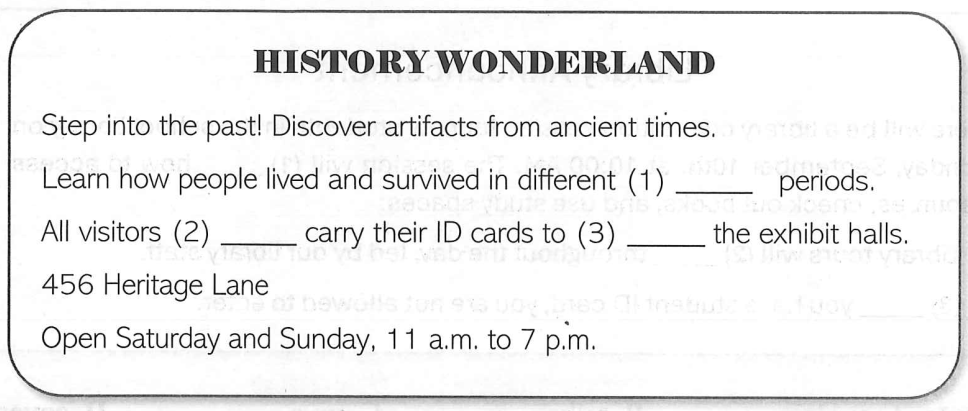 HISTORY WONDERLAND
Step into the past! Discover artifacts from ancient times.
Learn how people lived and survived in different (1) _____ periods.
All visitors (2) _____ carry their ID cards to (3) _____ the exhibit halls.
456 Heritage Lane
Open Saturday and Sunday, 11 a.m. to 7 p.m.